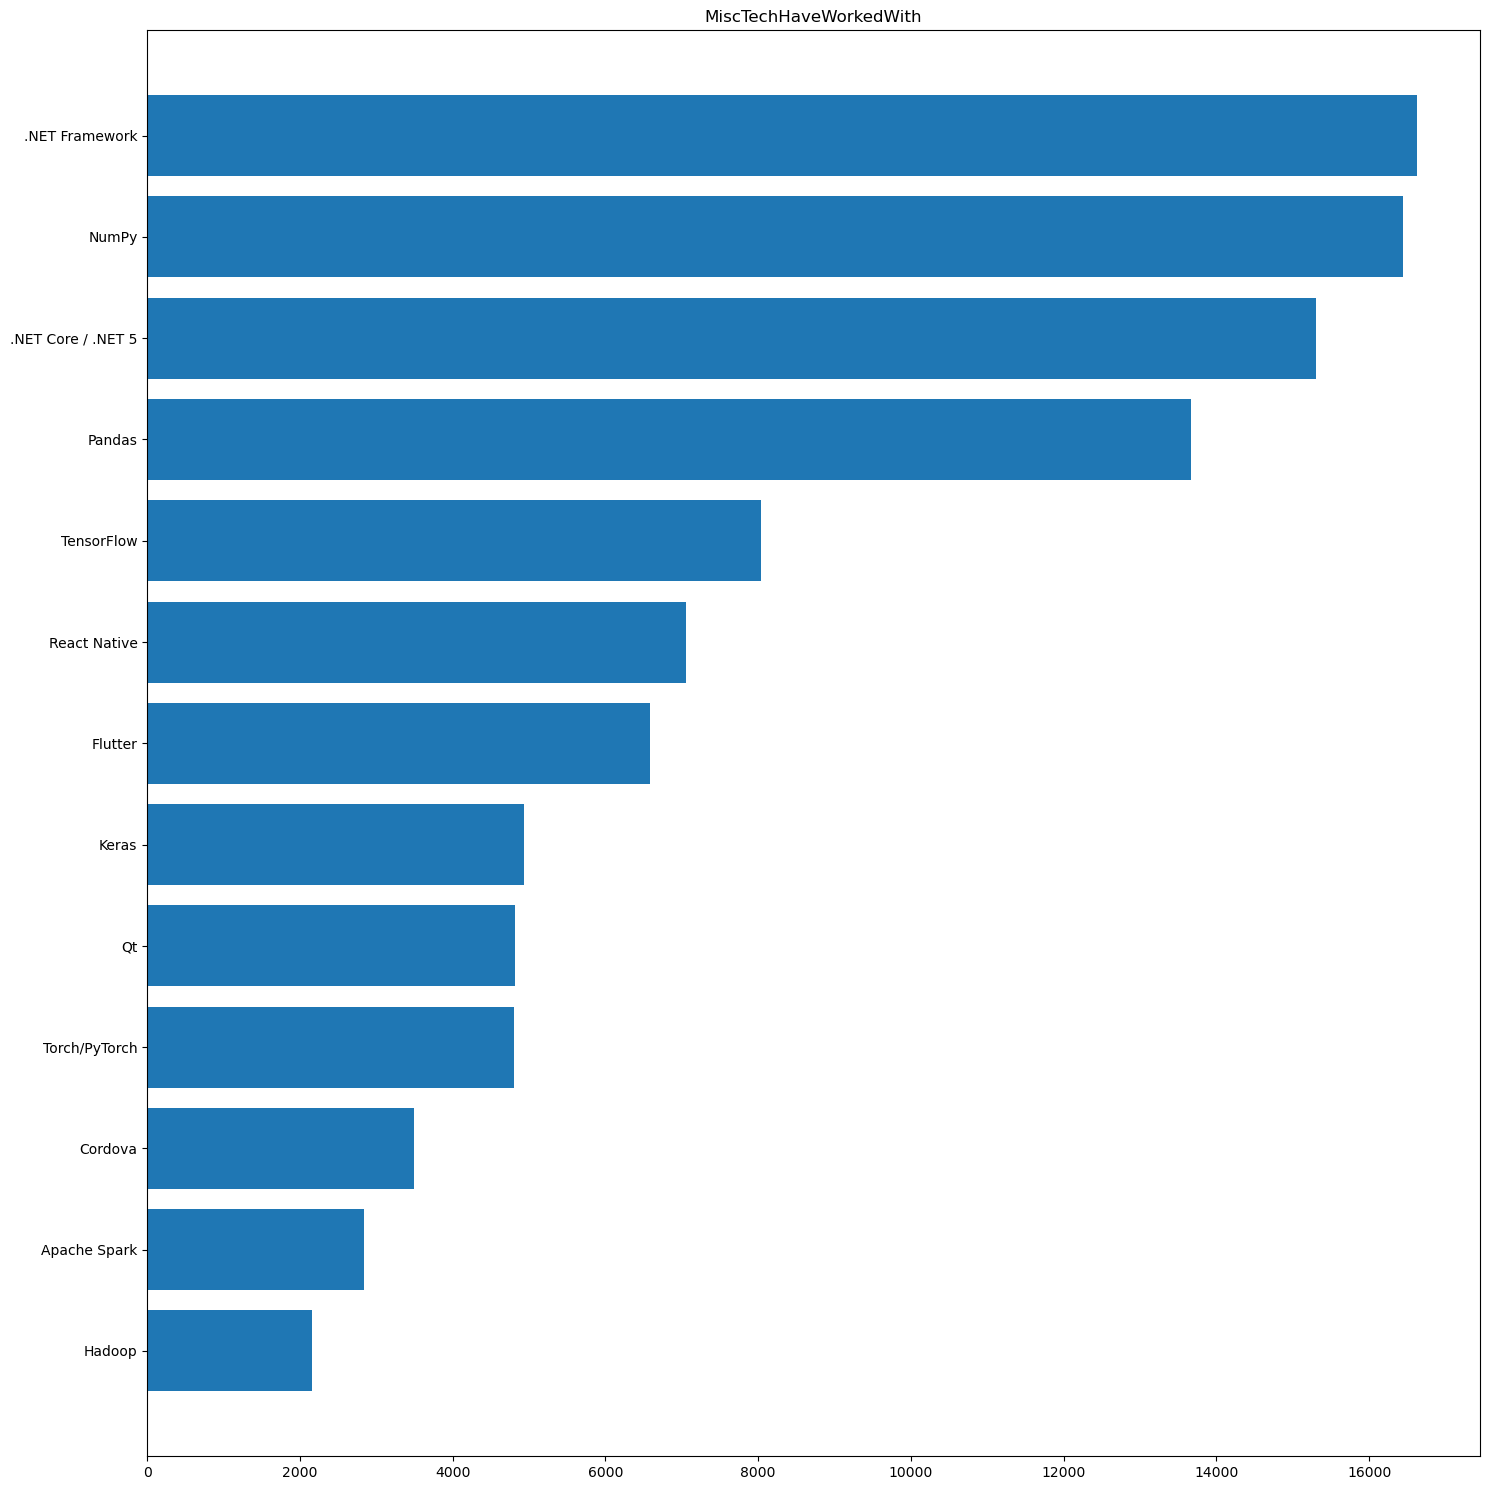 MiscTechHaveWorkedWith
.NET Framework
NumPy
.NET Core / .NET 5
Pandas
TensorFlow
React Native
Flutter
Keras
Qt
Torch/PyTorch
Cordova
Apache Spark
Hadoop
0 2000 4000 6000 8000 10000 12000 14000 16000